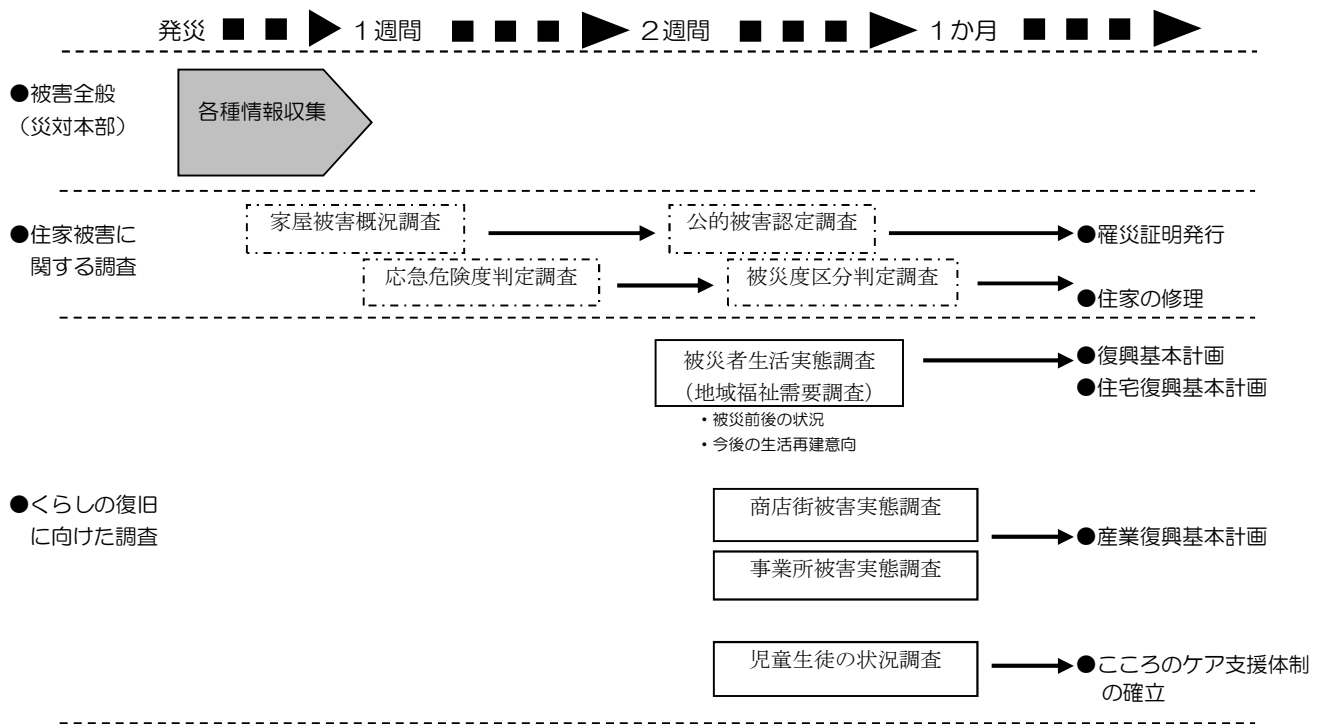 発災 １週間 ２週間 １か月
●被害全般
（災対本部）
各種情報収集
●住家被害に
関する調査
家屋被害概況調査
公的被害認定調査
●罹災証明発行
応急危険度判定調査
被災度区分判定調査
●住家の修理
●くらしの復旧
に向けた調査
被災者生活実態調査
（地域福祉需要調査）
・被災前後の状況
・今後の生活再建意向
●復興基本計画
●住宅復興基本計画
商店街被害実態調査
事業所被害実態調査
●産業復興基本計画
児童生徒の状況調査
●こころのケア支援体制
の確立